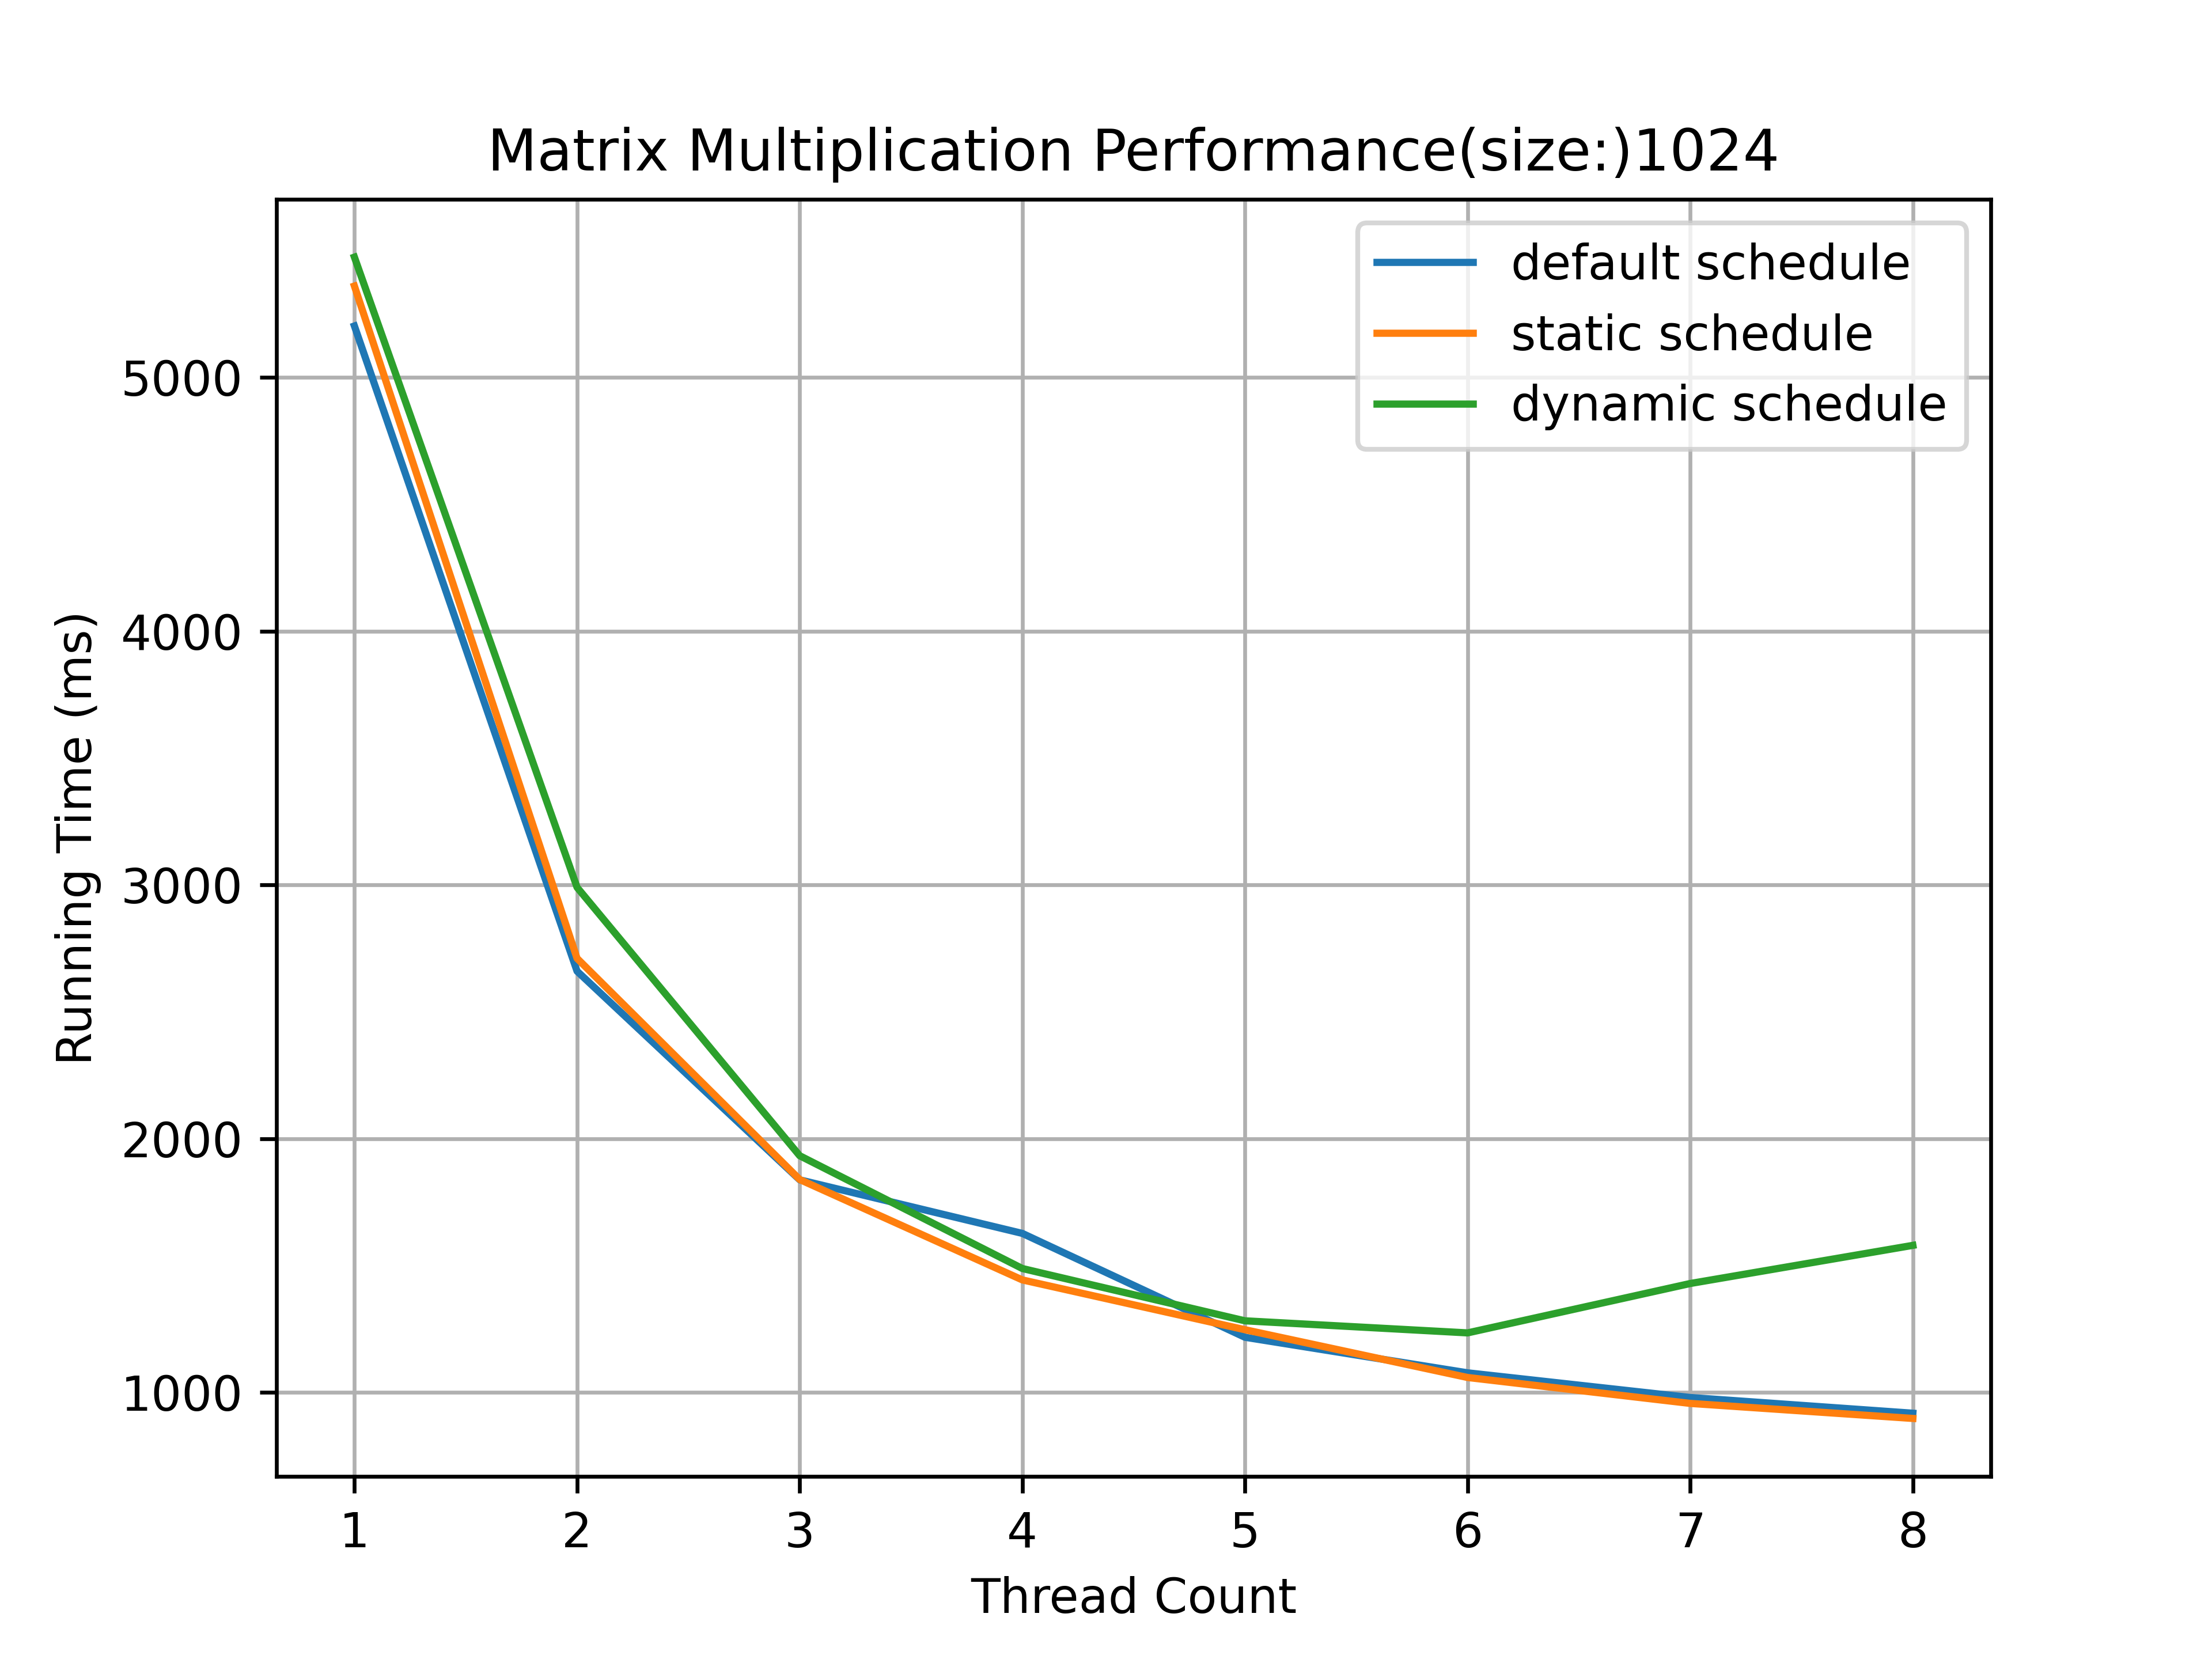 Matrix Multiplication Performance(size:)1024
default schedule
static schedule
dynamic schedule
Running Time (ms)
5000
4000
3000
2000
1000
1 2 3 4 5 6 7 8
Thread Count